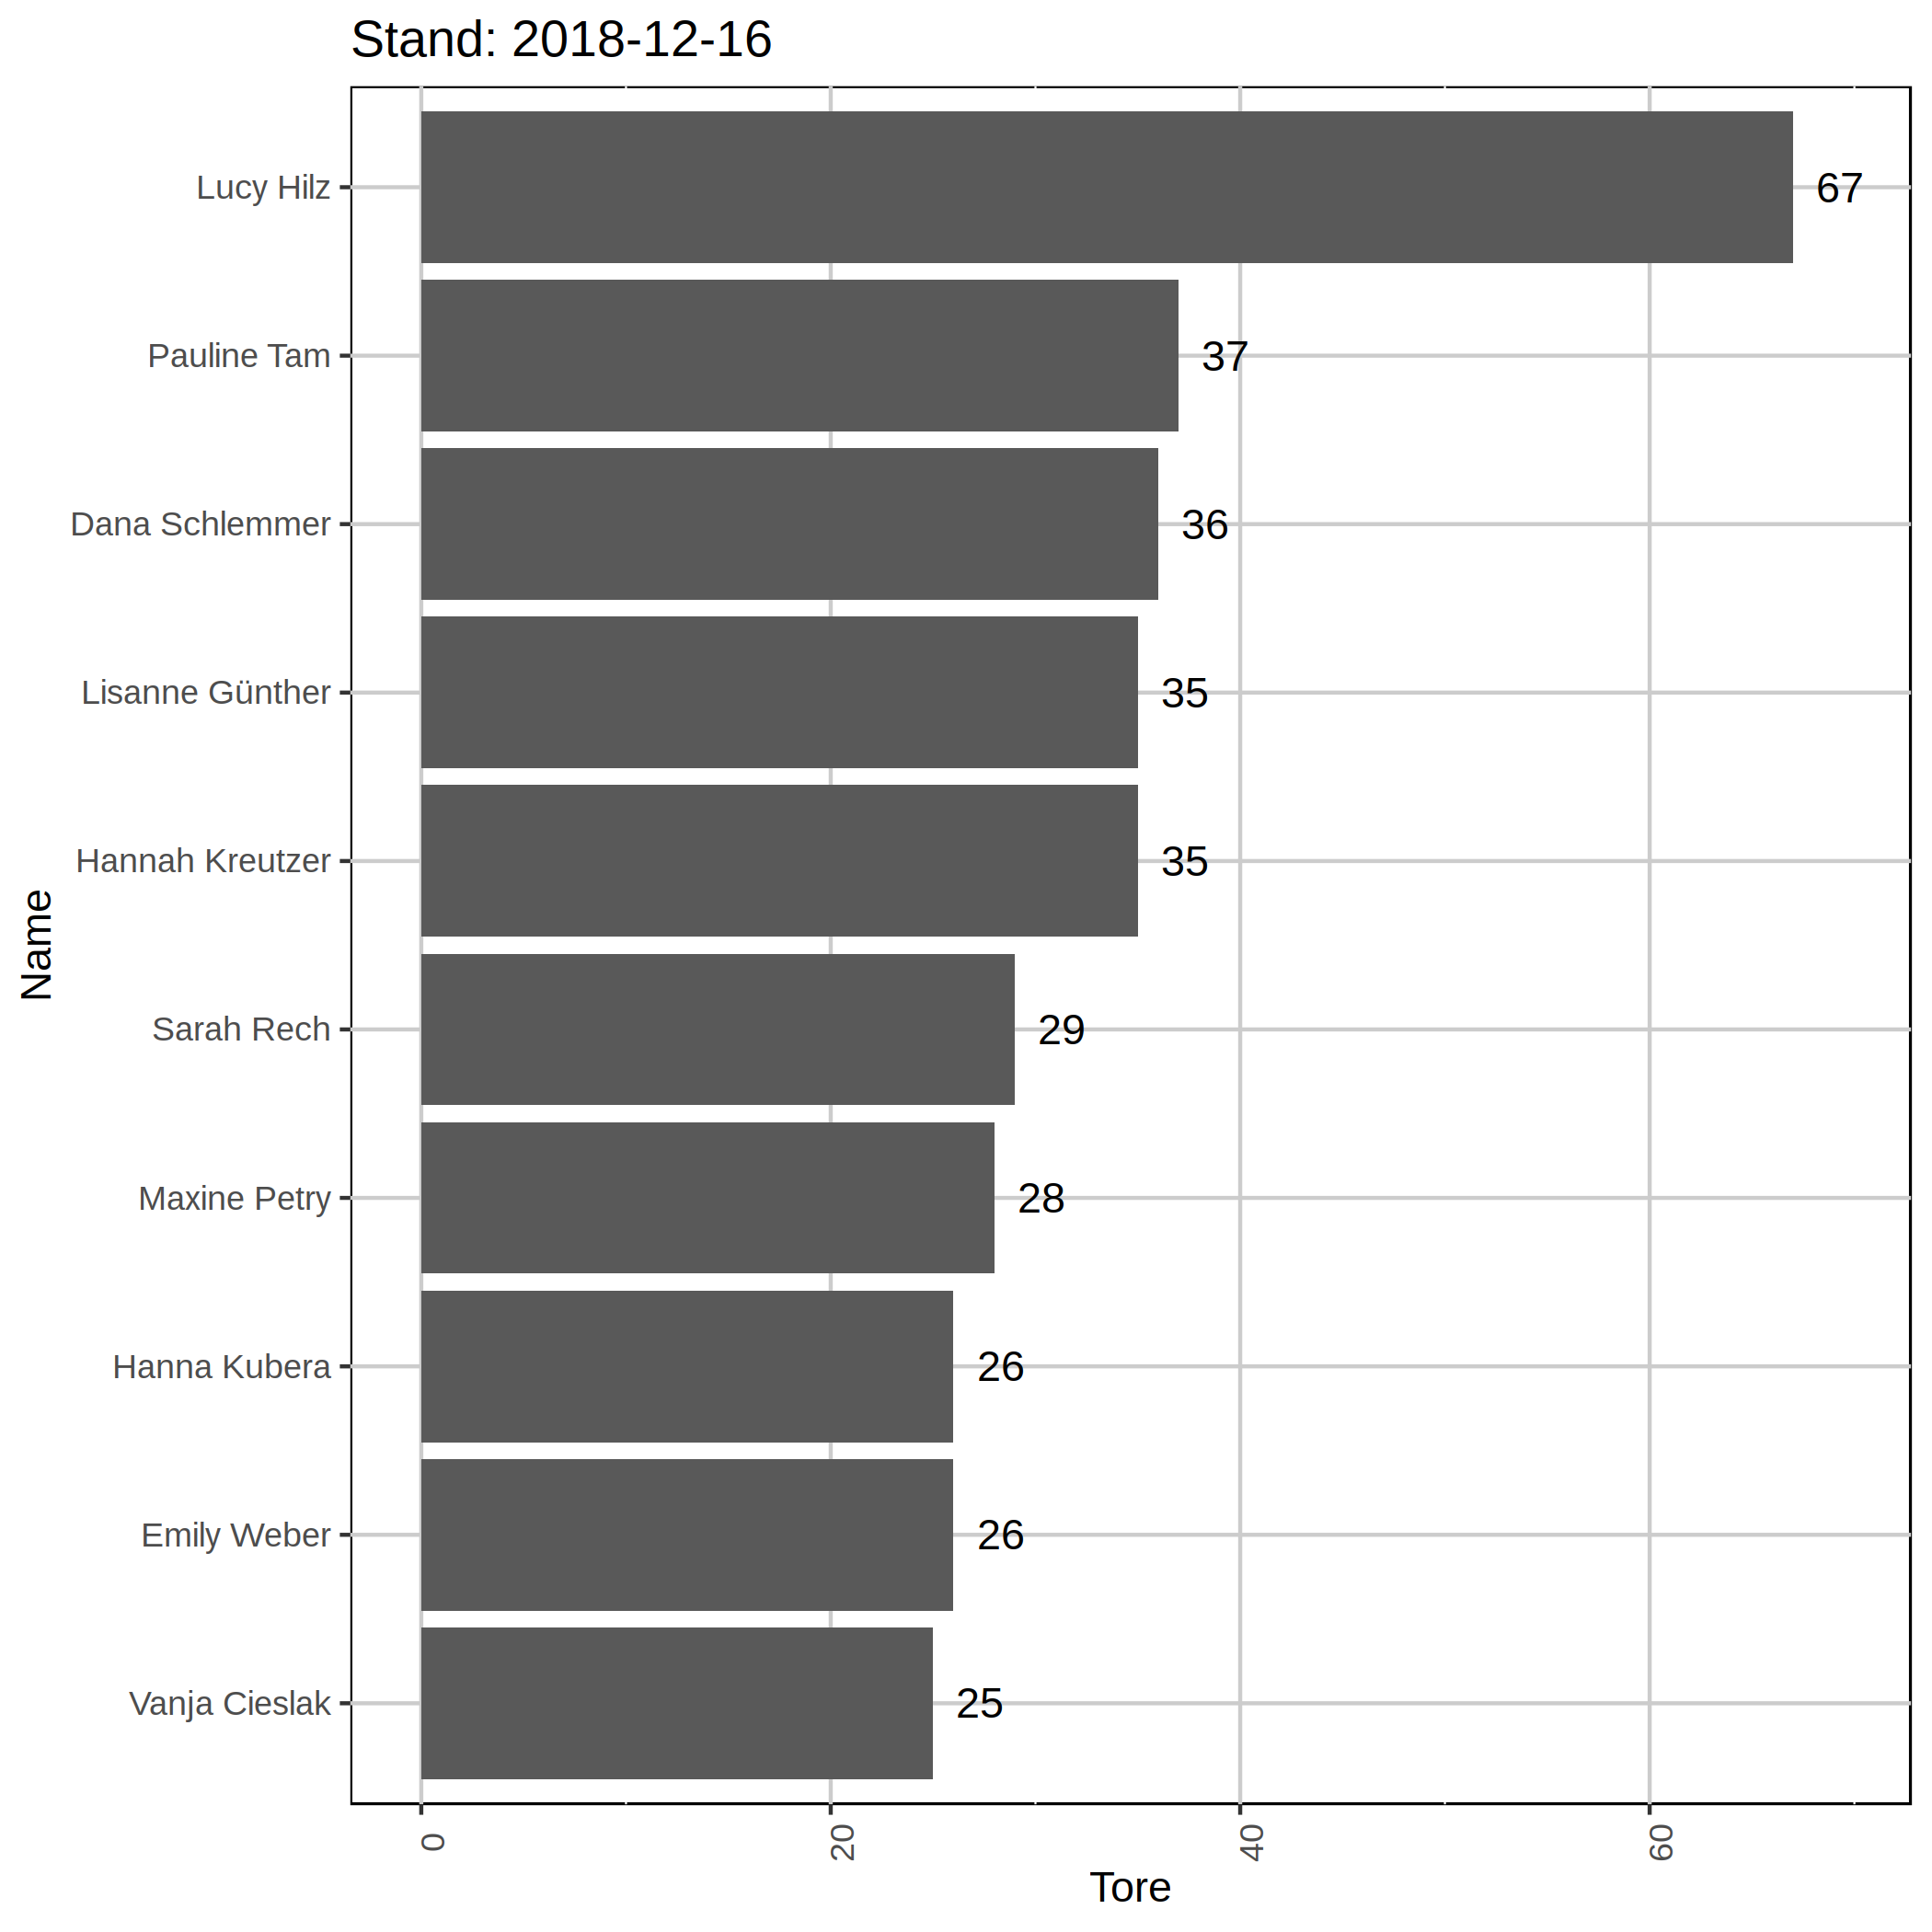 Stand: 2018-12-16
Lucy Hilz 67
Pauline Tam 37
Dana Schlemmer 36
Lisanne Günther 35
Hannah Kreutzer 35
Sarah Rech 29
Maxine Petry 28
Hanna Kubera 26
Emily Weber 26
Vanja Cieslak 25
Name
0 20 40 60
Tore